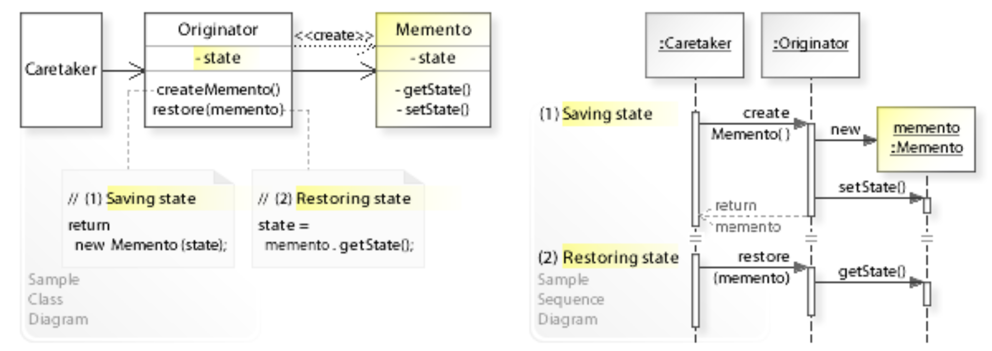 Caretaker
Originator
- state
createMemento()
restore(memento)
<<create>>
Memento
- state
- getState()
- setState()
// (1) Saving state
return
new Memento (state);
// (2) Restoring state
state =
memento . getState();
Sample
Class
Diagram
:Caretaker
:Originator
(1) Saving state
create
Memento( )
new
memento
:Memento
setState()
return
memento
(2) Restoring state
restore
(memento)
getState()
Sample
Sequence
Diagram